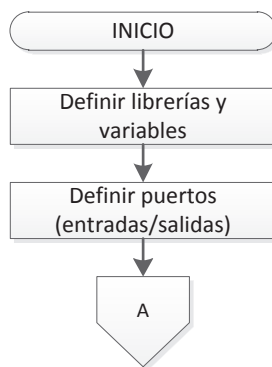 INICIO
Definir librerías y
variables
Definir puertos
(entradas/salidas)
A